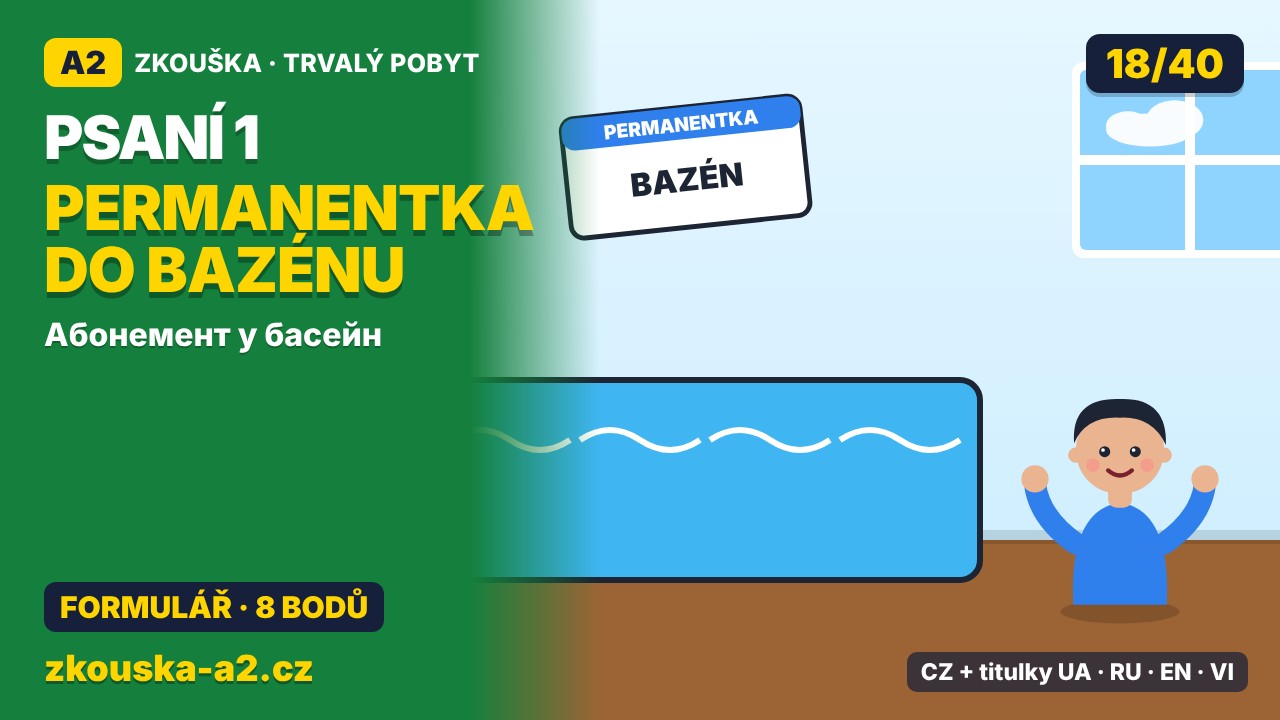 A2 ZKOUŠKA · TRVALÝ POBYT
18/40
PSANÍ 1
PERMANENTKA
DO BAZÉNU
Абонемент у басейн
PERMANENTKA
BAZÉN
FORMULÁŘ · 8 BODŮ
zkouska-a2.cz
CZ + titulky UA · RU · EN · VI